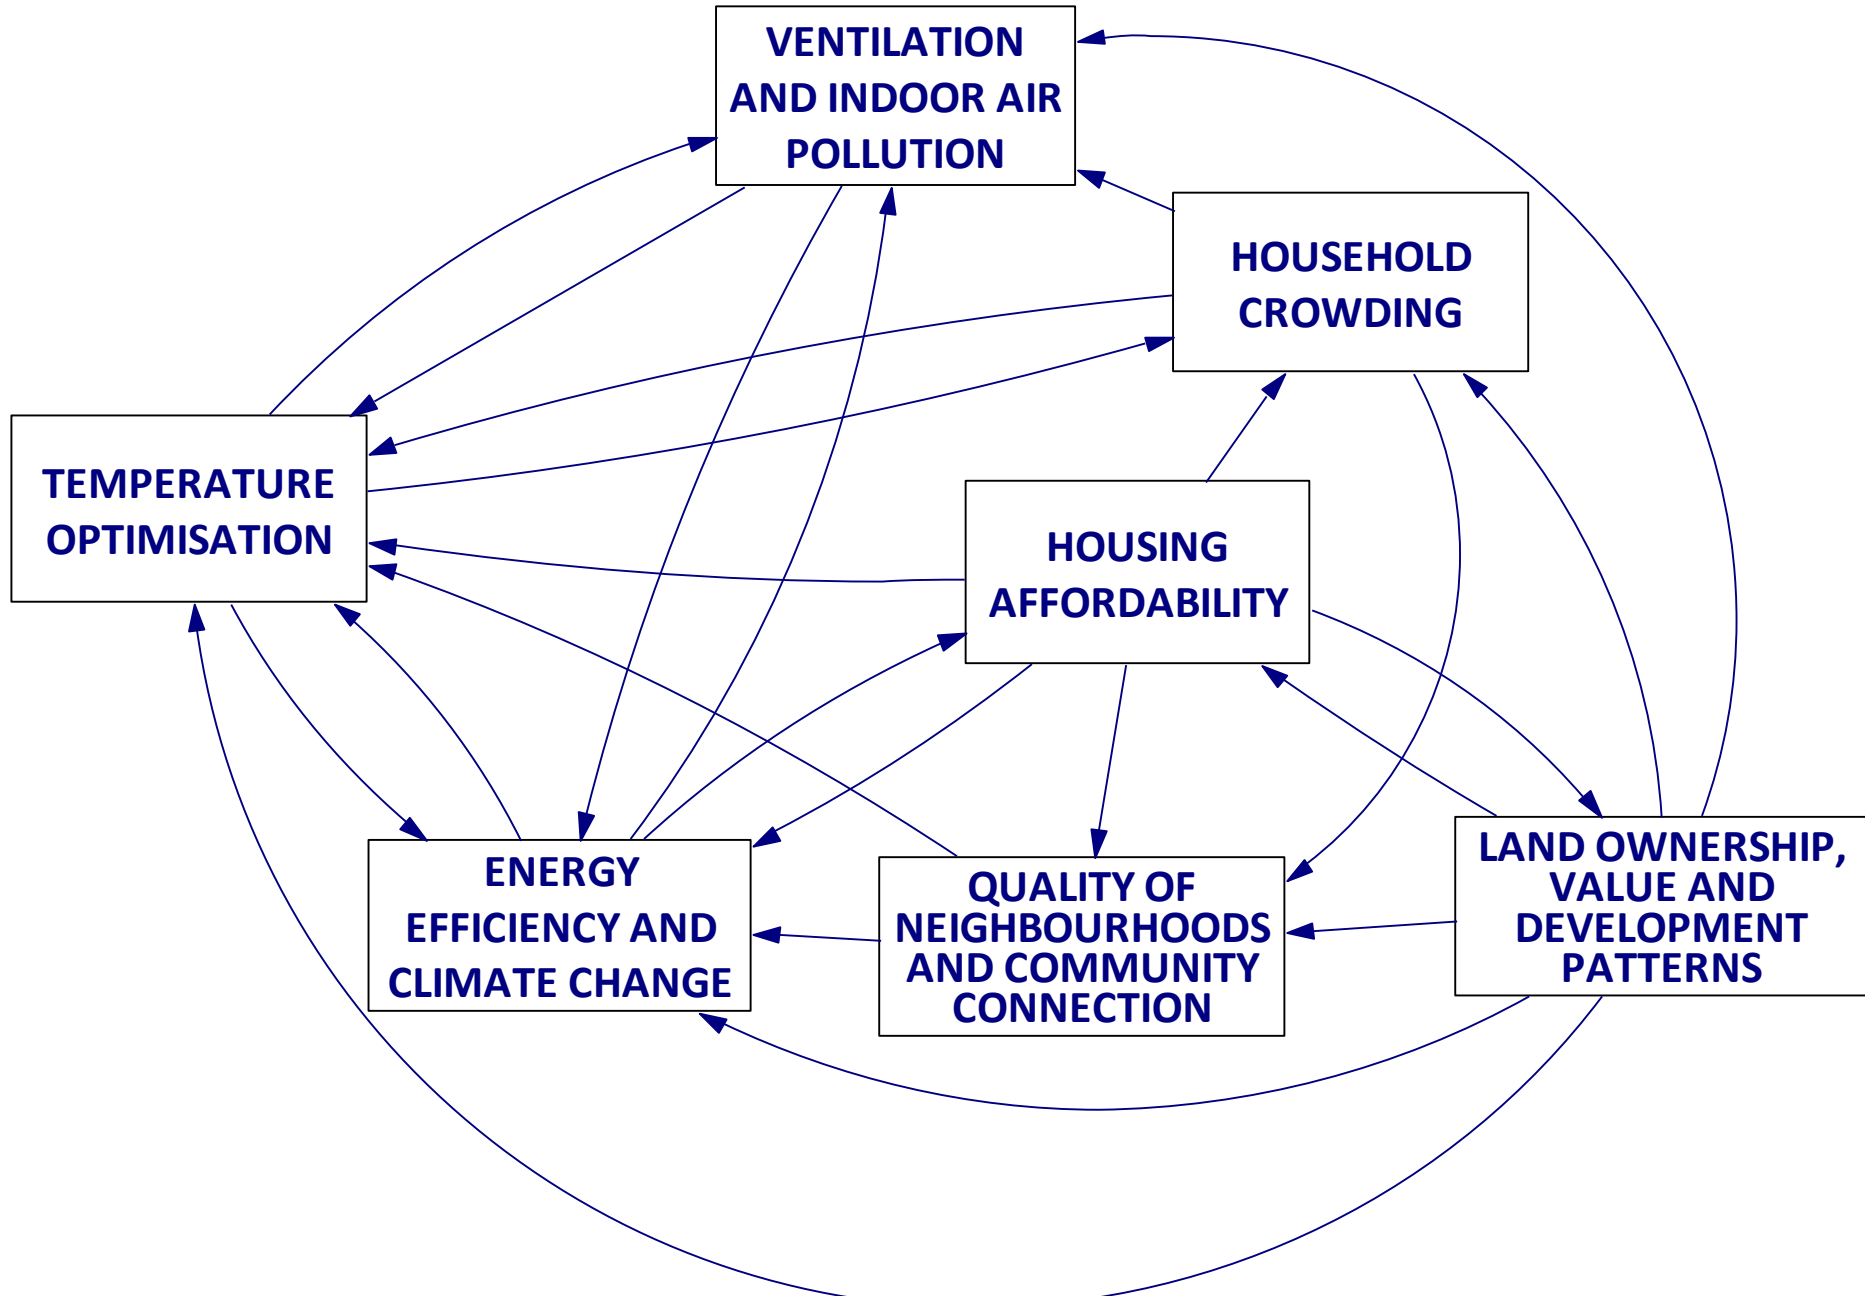 VENTILATION
AND INDOOR AIR
POLLUTION
HOUSEHOLD
CROWDING
TEMPERATURE
OPTIMISATION
HOUSING
AFFORDABILITY
ENERGY
EFFICIENCY AND
CLIMATE CHANGE
QUALITY OF
NEIGHBOURHOODS
AND COMMUNITY
CONNECTION
LAND OWNERSHIP,
VALUE AND
DEVELOPMENT
PATTERNS